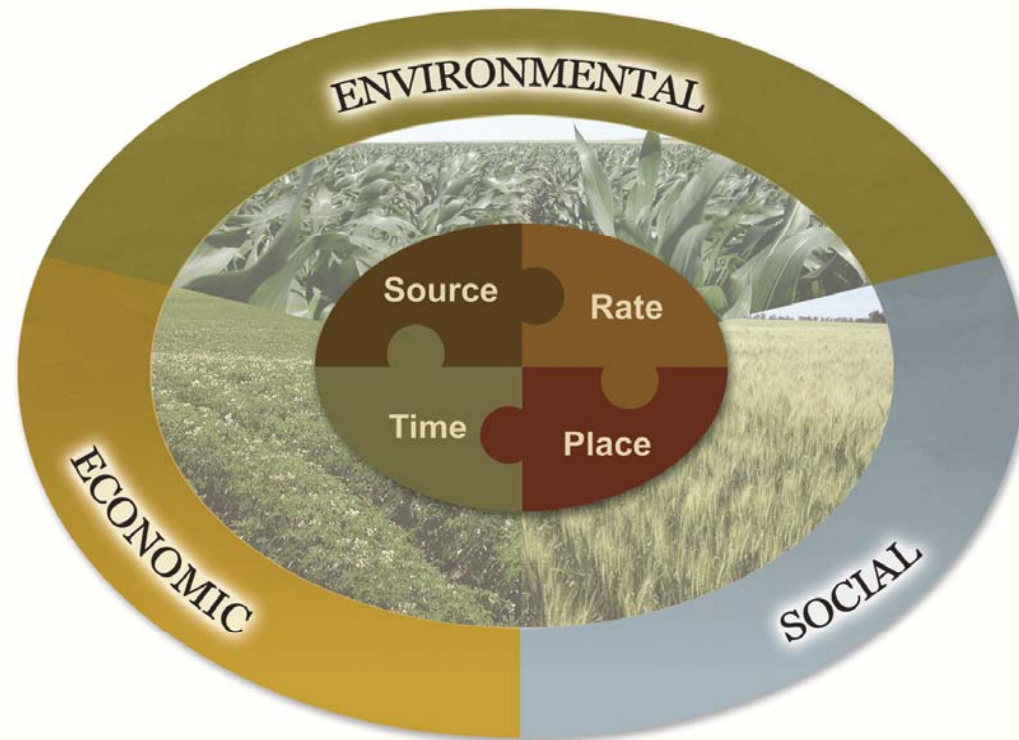 ENVIRONMENTAL
Source
Rate
Time
Place
ECONOMIC
SOCIAL